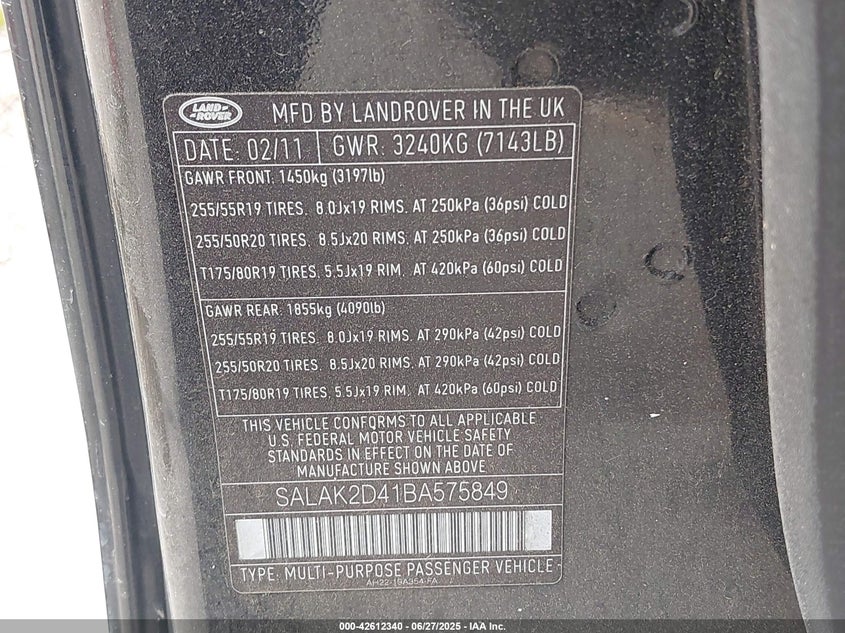 LAND-
-ROVER
MFD BY LANDROVER IN THE UK
DATE: 02/11 GWR: 3240KG (7143LB)
GAWR FRONT: 1450kg (3197lb)
255/55R19 TIRES. 8.0Jx19 RIMS. AT 250kPa (36psi) COLD
255/50R20 TIRES. 8.5Jx20 RIMS. AT 250kPa (36psi) COLD
T175/80R19 TIRES. 5.5Jx19 RIM. AT 420kPa (60psi) COLD
GAWR REAR: 1855kg (4090lb)
255/55R19 TIRES. 8.0Jx19 RIMS. AT 290kPa (42psi) COLD
255/50R20 TIRES. 8.5Jx20 RIMS. AT 290kPa (42psi) COLD
T175/80R19 TIRES. 5.5Jx19 RIM. AT 420kPa (60psi) COLD
THIS VEHICLE CONFORMS TO ALL APPLICABLE
U.S. FEDERAL MOTOR VEHICLE SAFETY
STANDARDS IN EFFECT ON THE DATE OF
MANUFACTURE SHOWN ABOVE
SALAK2D41BA575849
TYPE: MULTI-PURPOSE PASSENGER VEHICLE
AH22-19A354-FA
000-42612340 - 06/27/2025 - IAA Inc.